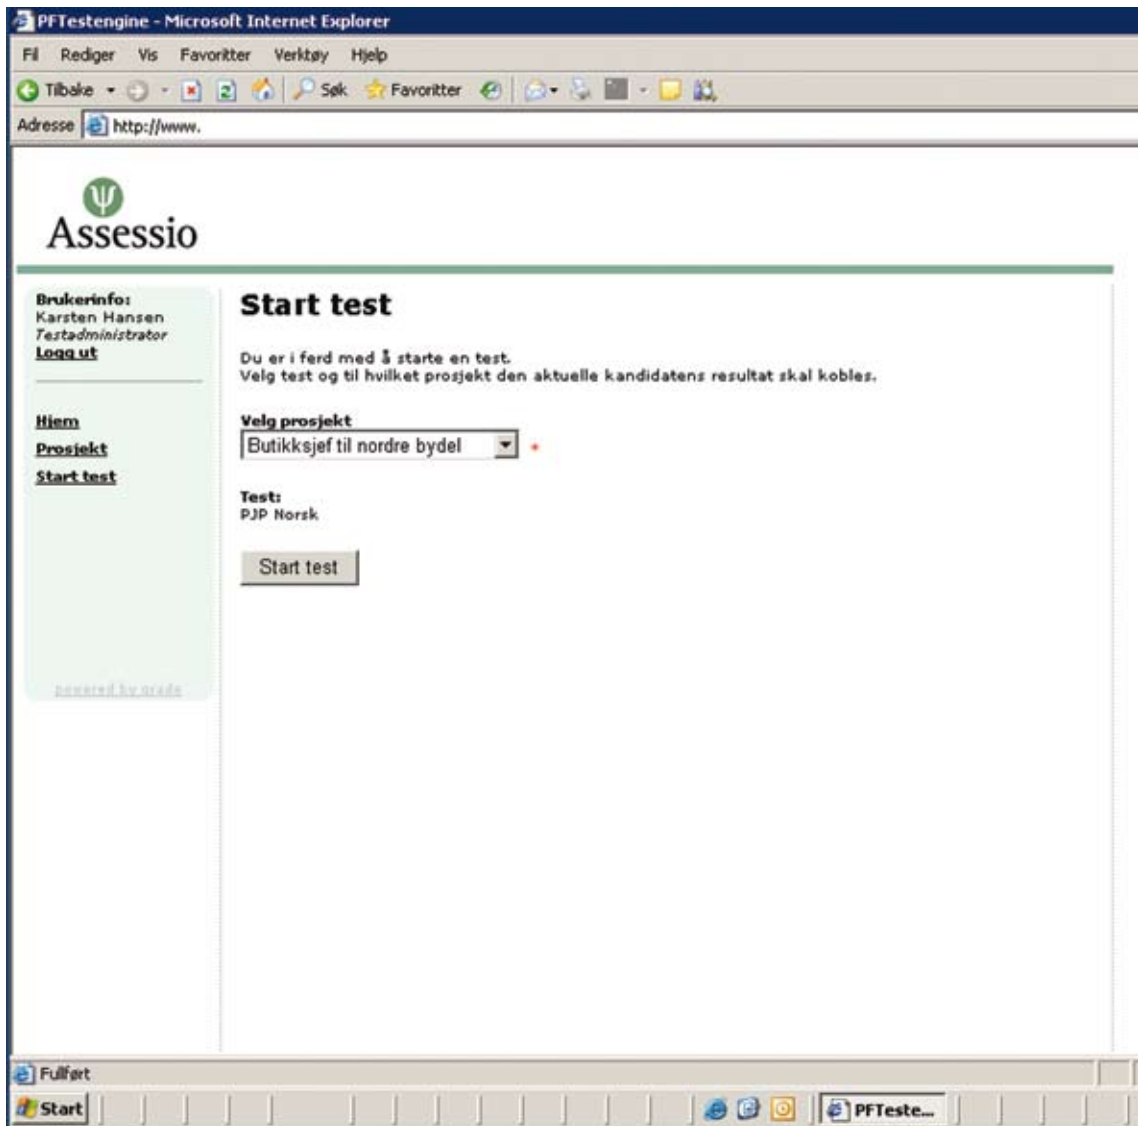 PFTestengine - Microsoft Internet Explorer
Fil Rediger Vis Favoritter Verktøy Hjelp
Tilbake Søk Favoritter
Adresse http://www.
Assessio
Brukerinfo:
Karsten Hansen
Testadministrator
Logg ut
Hjem
Prosjekt
Start test
powered by grade
Start test
Du er i ferd med å starte en test.
Velg test og til hvilket prosjekt den aktuelle kandidatens resultat skal kobles.
Velg prosjekt
Butikksjef til nordre bydel *
Test:
PJP Norsk
Start test
Fullført
Start PFTeste...